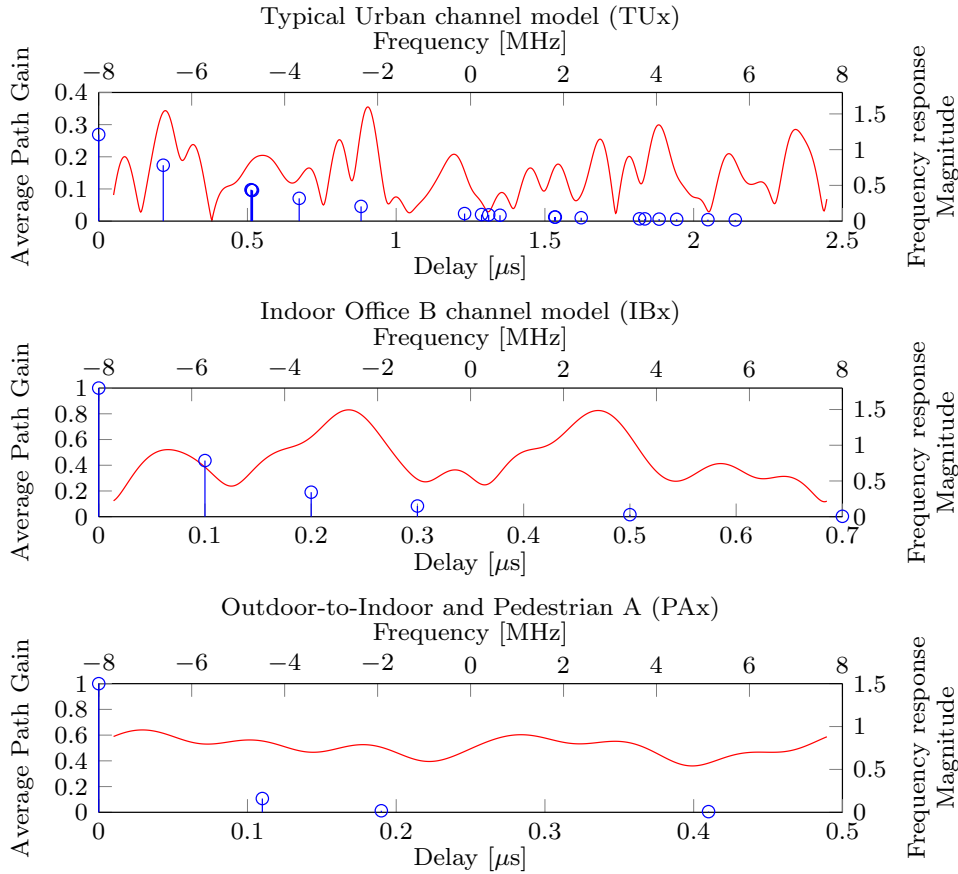 Typical Urban channel model (TUx)
Frequency [MHz]
−8 −6 −4 −2 0 2 4 6 8
Average Path Gain
0.4
0.3
0.2
0.1
0
1.5
1
0.5
0
Frequency response
Magnitude
0 0.5 1 1.5 2 2.5
Delay [μs]
Indoor Office B channel model (IBx)
Frequency [MHz]
−8 −6 −4 −2 0 2 4 6 8
Average Path Gain
1
0.8
0.6
0.4
0.2
0
1.5
1
0.5
0
Frequency response
Magnitude
0 0.1 0.2 0.3 0.4 0.5 0.6 0.7
Delay [μs]
Outdoor-to-Indoor and Pedestrian A (PAx)
Frequency [MHz]
−8 −6 −4 −2 0 2 4 6 8
Average Path Gain
1
0.8
0.6
0.4
0.2
0
1.5
1
0.5
0
Frequency response
Magnitude
0 0.1 0.2 0.3 0.4 0.5
Delay [μs]